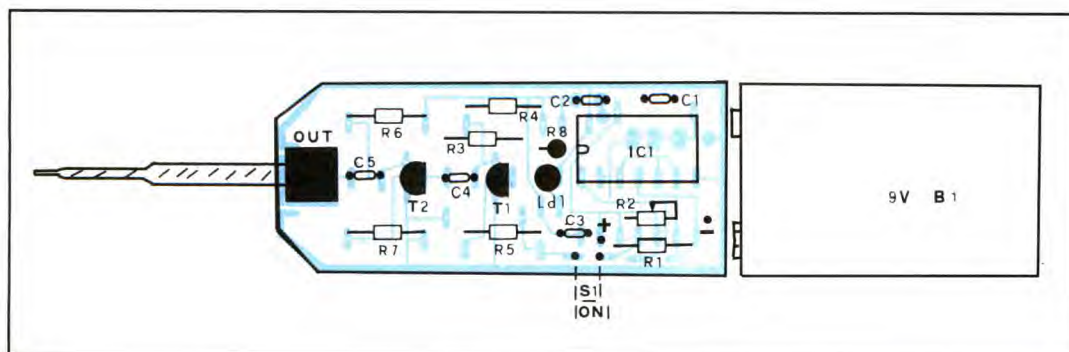 C2
C1
R4
R6
OUT
R3
R8
IC1
C5
C4
T2
T1
LD1
R2
9V B1
C3
+
-
R7
R5
R1
S1
ON